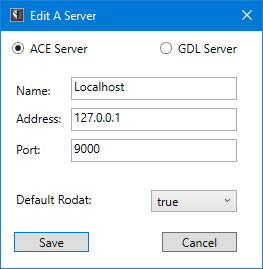 Edit A Server
ACE Server GDL Server
Name: Localhost
Address: 127.0.0.1
Port: 9000
Default Rodat: true
Save Cancel